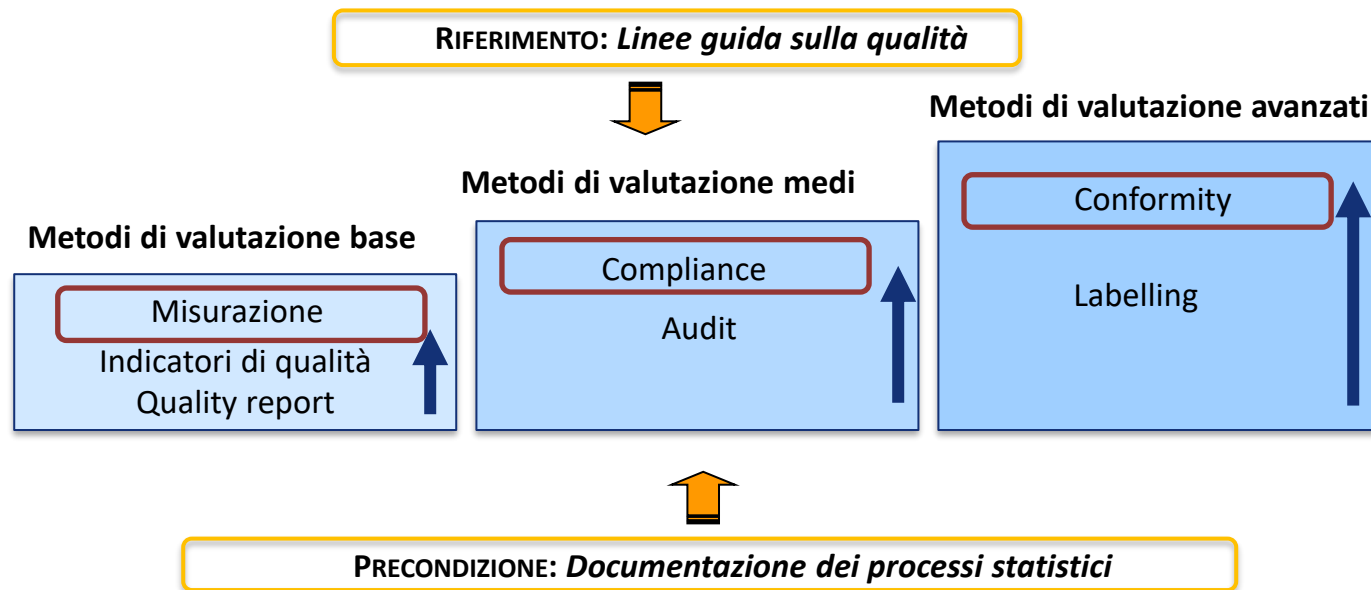 RIFERIMENTO: Linee guida sulla qualità
Metodi di valutazione avanzati
Conformity
Labelling
Metodi di valutazione medi
Compliance
Audit
Metodi di valutazione base
Misurazione
Indicatori di qualità
Quality report
PRECONDIZIONE: Documentazione dei processi statistici